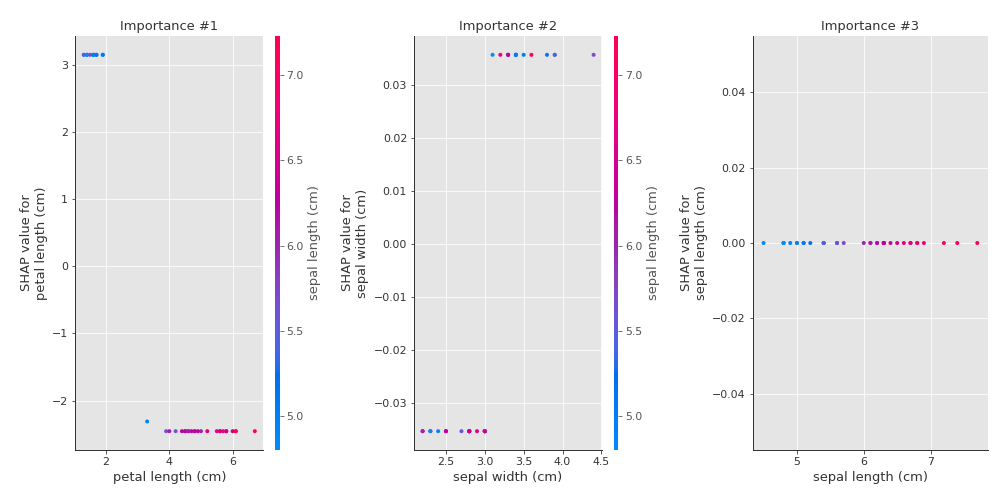 Importance #1
Importance #2
Importance #3
3
2
1
0
−1
−2
SHAP value for
petal length (cm)
2
4
6
petal length (cm)
7.0
6.5
6.0
5.5
5.0
sepal length (cm)
0.03
0.02
0.01
0.00
−0.01
−0.02
−0.03
SHAP value for
sepal width (cm)
2.5
3.0
3.5
4.0
4.5
sepal width (cm)
7.0
6.5
6.0
5.5
5.0
sepal length (cm)
0.04
0.02
0.00
−0.02
−0.04
SHAP value for
sepal length (cm)
5
6
7
sepal length (cm)